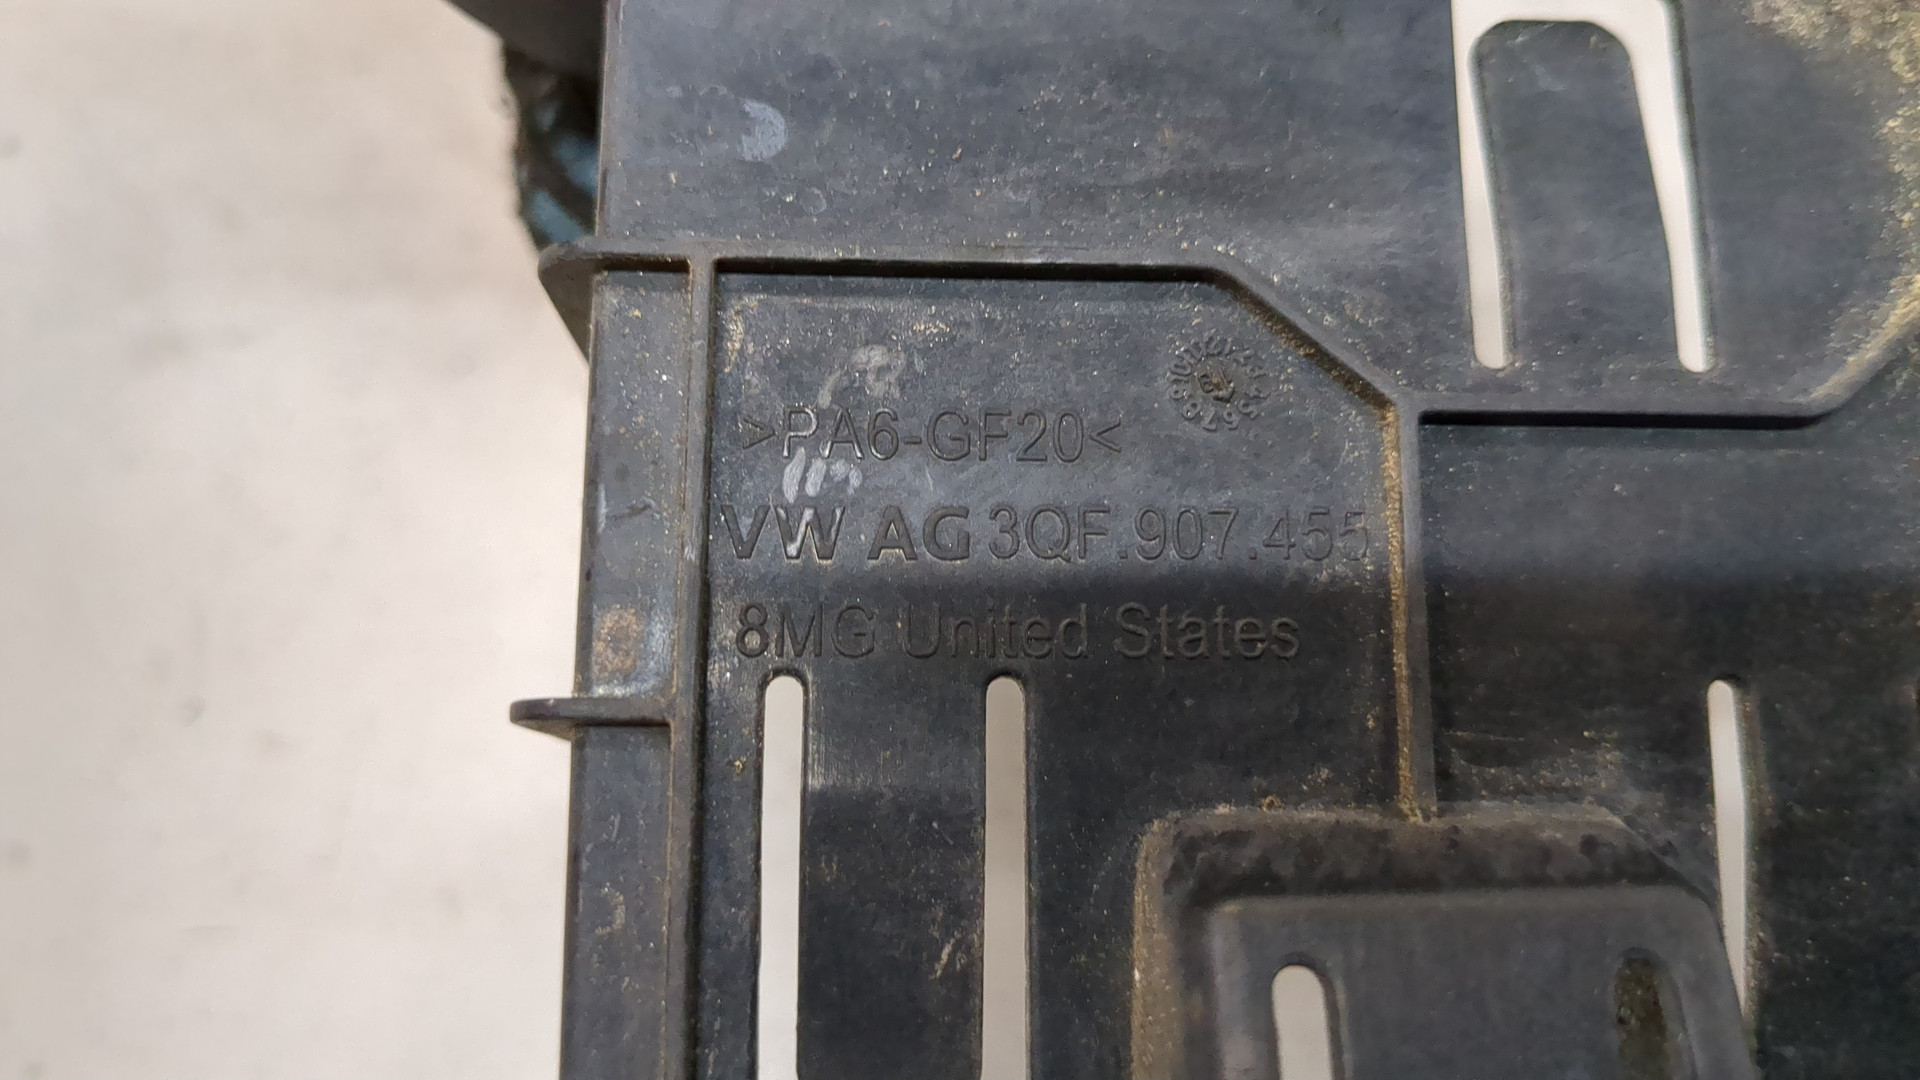 >PA6-GF20<
VW AG 3QF.907.455
8MG United States